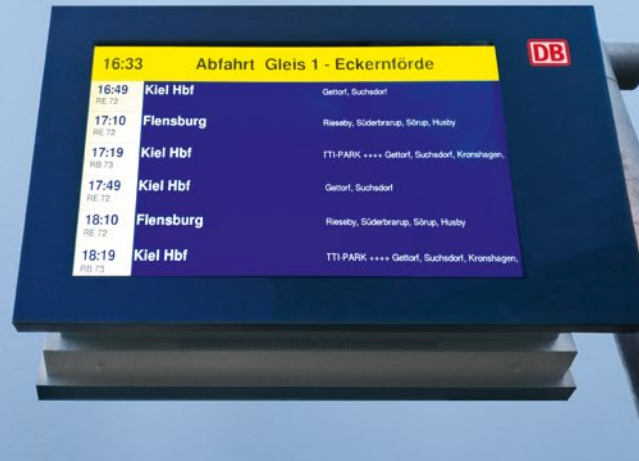 16:33 Abfahrt Gleis 1 - Eckernförde
DB
16:49 Kiel Hbf Gettorf, Suchsdorf
RE 72
17:10 Flensburg Rieseby, Süderbrarup, Sörup, Husby
RE 72
17:19 Kiel Hbf TTI-PARK ++++ Gettorf, Suchsdorf, Kronshagen,
RB 73
17:49 Kiel Hbf Gettorf, Suchsdorf
RE 72
18:10 Flensburg Rieseby, Süderbrarup, Sörup, Husby
RE 72
18:19 Kiel Hbf TTI-PARK ++++ Gettorf, Suchsdorf, Kronshagen,
RB 73